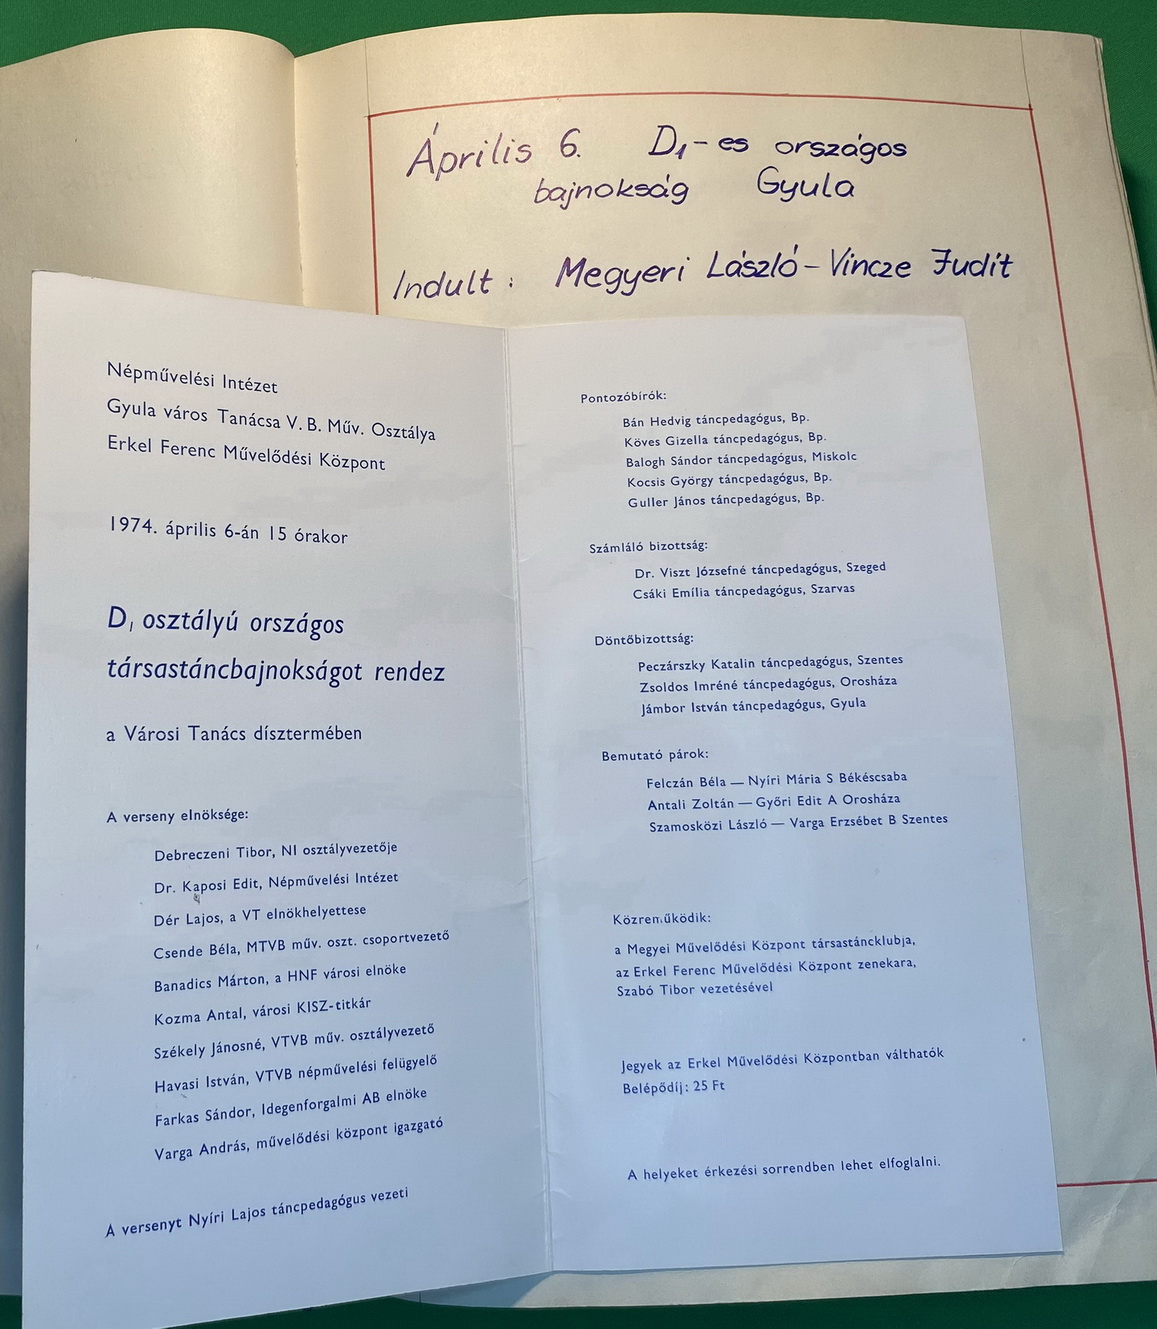 Április 6. D1-es országos
bajnokság Gyula
Indult: Megyeri László - Vincze Judit
Népművelési Intézet
Gyula város Tanácsa V. B. Műv. Osztálya
Erkel Ferenc Művelődési Központ
1974. április 6-án 15 órakor
D1 osztályú országos
társastáncbajnokságot rendez
a Városi Tanács dísztermében
A verseny elnöksége:
Debreczeni Tibor, NI osztályvezetője
Dr. Kaposi Edit, Népművelési Intézet
Dér Lajos, a VT elnökhelyettese
Csende Béla, MTVB műv. oszt. csoportvezető
Banadics Márton, a HNF városi elnöke
Kozma Antal, városi KISZ-titkár
Székely Jánosné, VTVB műv. osztályvezető
Havasi István, VTVB népművelési felügyelő
Farkas Sándor, Idegenforgalmi AB elnöke
Varga András, művelődési központ igazgató
A versenyt Nyíri Lajos táncpedagógus vezeti
Pontozóbírók:
Bán Hedvig táncpedagógus, Bp.
Köves Gizella táncpedagógus, Bp.
Balogh Sándor táncpedagógus, Miskolc
Kocsis György táncpedagógus, Bp.
Guller János táncpedagógus, Bp.
Számláló bizottság:
Dr. Viszt Józsefné táncpedagógus, Szeged
Csáki Emília táncpedagógus, Szarvas
Döntőbizottság:
Peczárszky Katalin táncpedagógus, Szentes
Zsoldos Imréné táncpedagógus, Orosháza
Jámbor István táncpedagógus, Gyula
Bemutató párok:
Felczán Béla — Nyíri Mária S Békéscsaba
Antali Zoltán — Győri Edit A Orosháza
Szamosközi László — Varga Erzsébet B Szentes
Közreműködik:
a Megyei Művelődési Központ társastáncklubja,
az Erkel Ferenc Művelődési Központ zenekara,
Szabó Tibor vezetésével
Jegyek az Erkel Művelődési Központban válthatók
Belépődíj: 25 Ft
A helyeket érkezési sorrendben lehet elfoglalni.